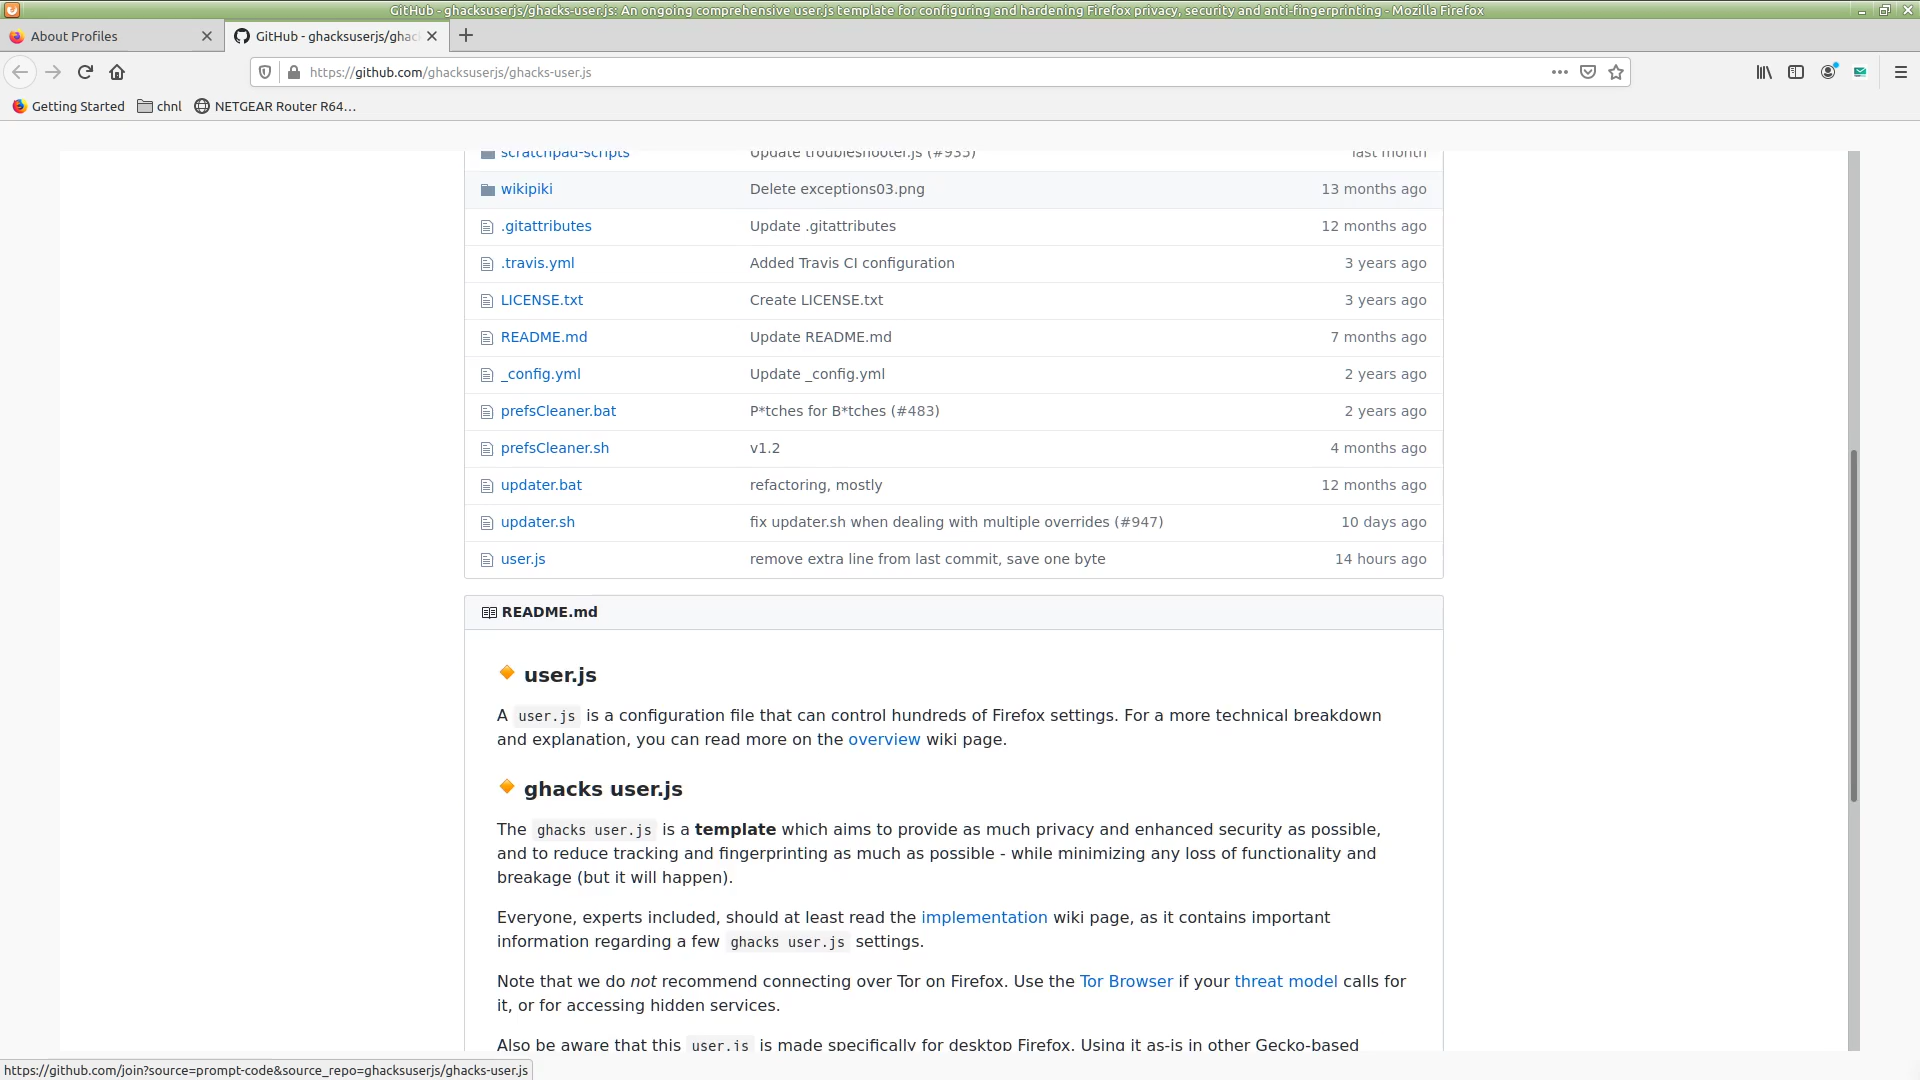 GitHub - ghacksuserjs/ghacks-user.js: An ongoing comprehensive user.js template for configuring and hardening Firefox privacy, security and anti-fingerprinting - Mozilla Firefox
About Profiles
GitHub - ghacksuserjs/ghac
https://github.com/ghacksuserjs/ghacks-user.js
Getting Started chnl NETGEAR Router R64…
scratchpad-scripts Update troubleshooter.js (#935) last month
wikipiki Delete exceptions03.png 13 months ago
.gitattributes Update .gitattributes 12 months ago
.travis.yml Added Travis CI configuration 3 years ago
LICENSE.txt Create LICENSE.txt 3 years ago
README.md Update README.md 7 months ago
_config.yml Update _config.yml 2 years ago
prefsCleaner.bat P*tches for B*tches (#483) 2 years ago
prefsCleaner.sh v1.2 4 months ago
updater.bat refactoring, mostly 12 months ago
updater.sh fix updater.sh when dealing with multiple overrides (#947) 10 days ago
user.js remove extra line from last commit, save one byte 14 hours ago
README.md
user.js
A user.js is a configuration file that can control hundreds of Firefox settings. For a more technical breakdown
and explanation, you can read more on the overview wiki page.
ghacks user.js
The ghacks user.js is a template which aims to provide as much privacy and enhanced security as possible,
and to reduce tracking and fingerprinting as much as possible - while minimizing any loss of functionality and
breakage (but it will happen).
Everyone, experts included, should at least read the implementation wiki page, as it contains important
information regarding a few ghacks user.js settings.
Note that we do not recommend connecting over Tor on Firefox. Use the Tor Browser if your threat model calls for
it, or for accessing hidden services.
Also be aware that this user.js is made specifically for desktop Firefox. Using it as-is in other Gecko-based
https://github.com/join?source=prompt-code&source_repo=ghacksuserjs/ghacks-user.js